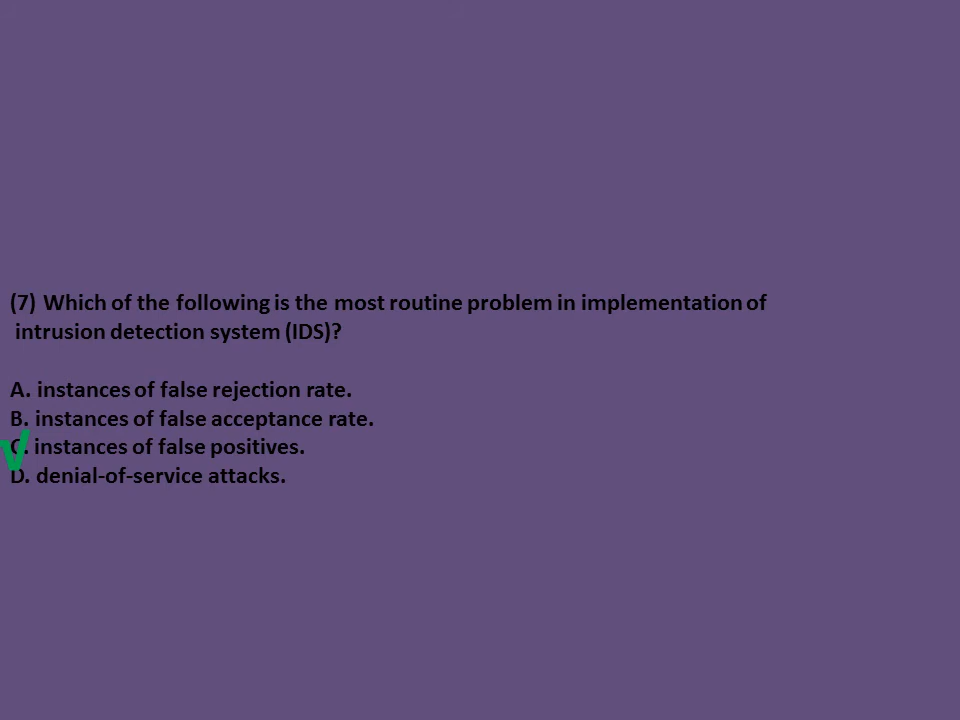 (7) Which of the following is the most routine problem in implementation of
intrusion detection system (IDS)?
A. instances of false rejection rate.
B. instances of false acceptance rate.
C. instances of false positives.
D. denial-of-service attacks.